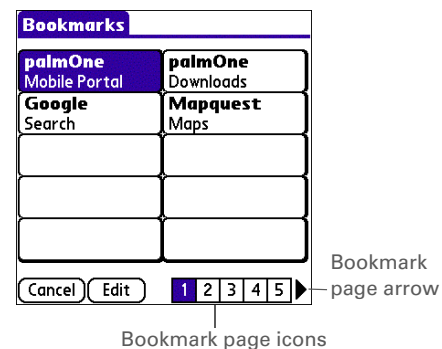 Bookmarks
palmOne palmOne
Mobile Portal Downloads
Google Mapquest
Search Maps
Cancel Edit 1 2 3 4 5
Bookmark
page arrow
Bookmark page icons